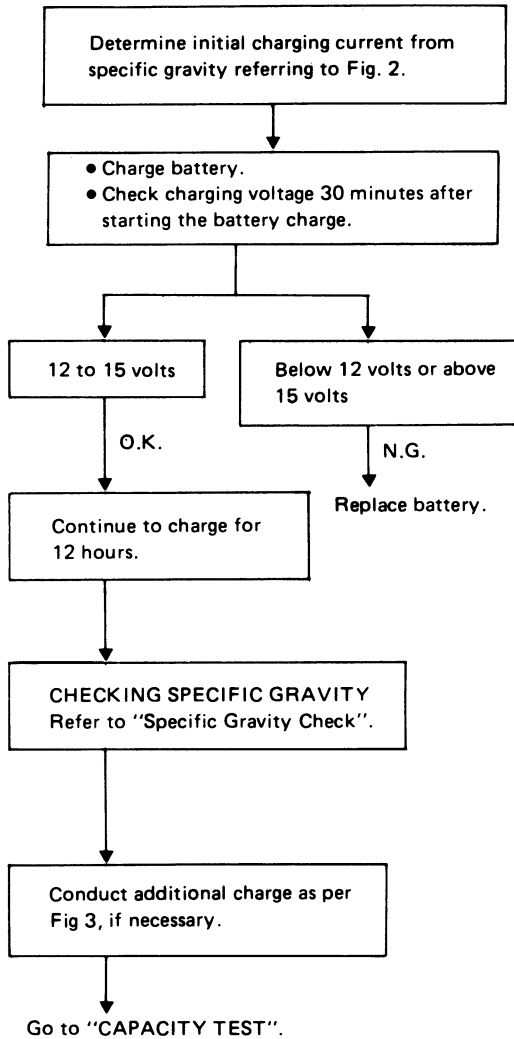 Determine initial charging current from
specific gravity referring to Fig. 2.
• Charge battery.
• Check charging voltage 30 minutes after
starting the battery charge.
12 to 15 volts
Below 12 volts or above
15 volts
O.K.
N.G.
Replace battery.
Continue to charge for
12 hours.
CHECKING SPECIFIC GRAVITY
Refer to "Specific Gravity Check".
Conduct additional charge as per
Fig 3, if necessary.
Go to "CAPACITY TEST".